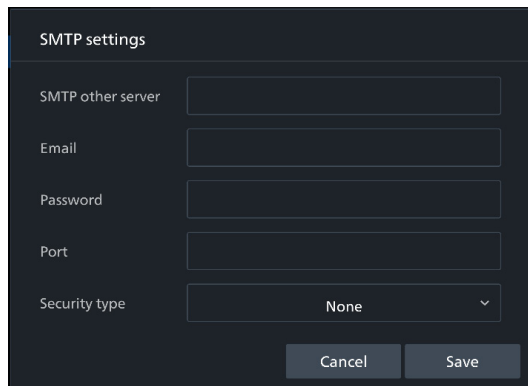 SMTP settings
SMTP other server
Email
Password
Port
Security type None
Cancel Save